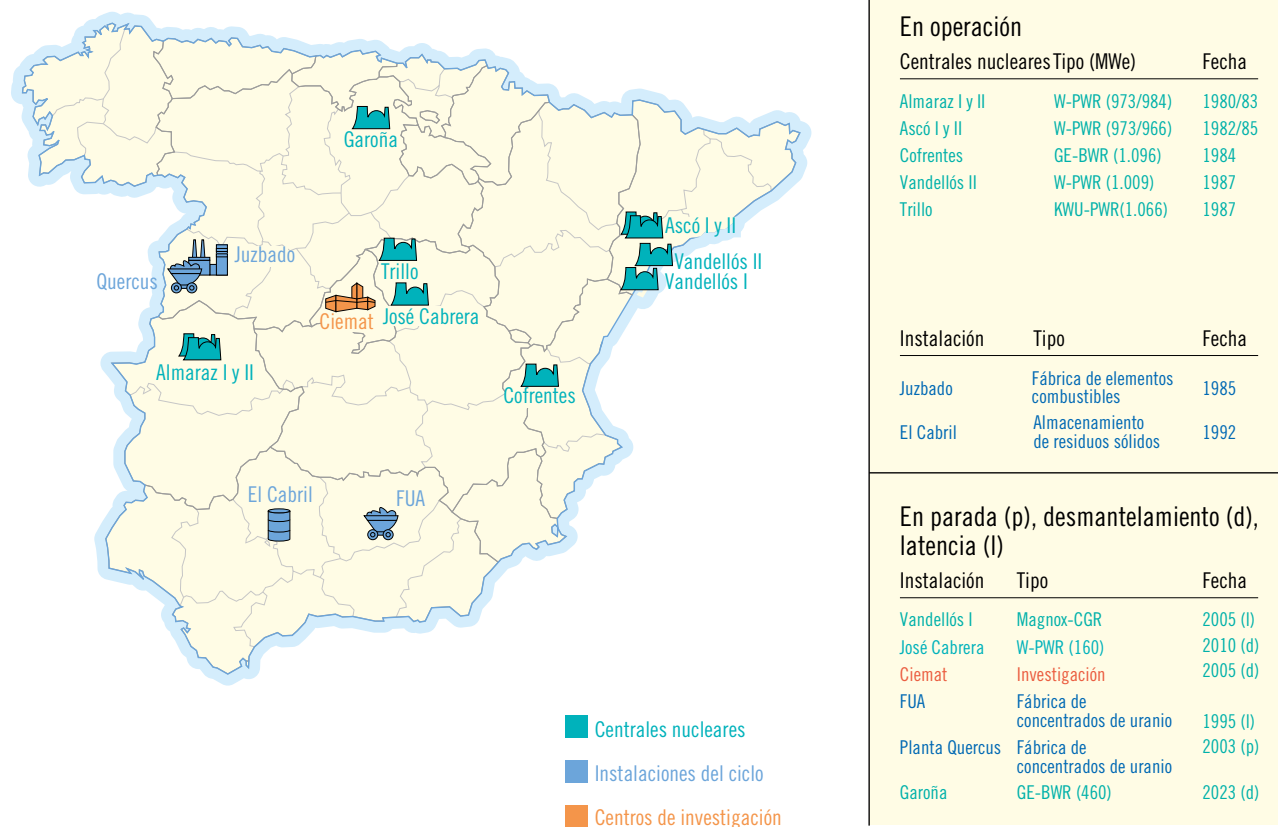 Garoña
Ascó I y II
Juzbado
Quercus
Trillo
Vandellós II
Vandellós I
Ciemat
José Cabrera
Almaraz I y II
Cofrentes
El Cabril
FUA
Centrales nucleares
Instalaciones del ciclo
Centros de investigación
En operación
Centrales nucleares Tipo (MWe) Fecha
Almaraz I y II W-PWR (973/984) 1980/83
Ascó I y II W-PWR (973/966) 1982/85
Cofrentes GE-BWR (1.096) 1984
Vandellós II W-PWR (1.009) 1987
Trillo KWU-PWR(1.066) 1987
Instalación Tipo Fecha
Juzbado Fábrica de elementos combustibles 1985
El Cabril Almacenamiento de residuos sólidos 1992
En parada (p), desmantelamiento (d),
latencia (l)
Instalación Tipo Fecha
Vandellós I Magnox-CGR 2005 (l)
José Cabrera W-PWR (160) 2010 (d)
Ciemat Investigación 2005 (d)
FUA Fábrica de
concentrados de uranio 1995 (l)
Planta Quercus Fábrica de 2003 (p)
concentrados de uranio
Garoña GE-BWR (460) 2023 (d)